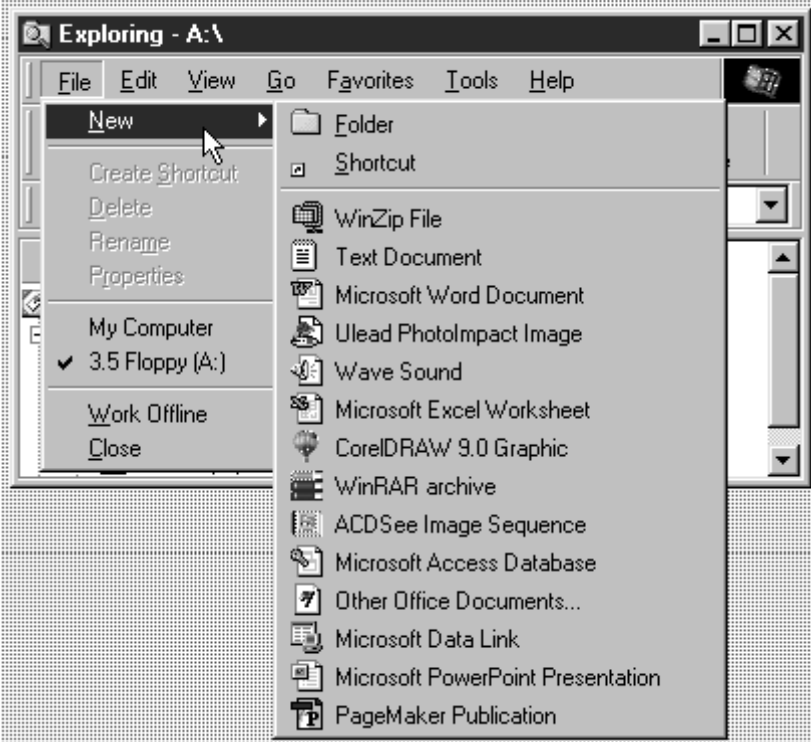 Exploring - A:\
File Edit View Go Favorites Tools Help
New
Create Shortcut
Delete
Rename
Properties
My Computer
3.5 Floppy (A:)
Work Offline
Close
Folder
Shortcut
WinZip File
Text Document
Microsoft Word Document
Ulead PhotoImpact Image
Wave Sound
Microsoft Excel Worksheet
CorelDRAW 9.0 Graphic
WinRAR archive
ACDSee Image Sequence
Microsoft Access Database
Other Office Documents...
Microsoft Data Link
Microsoft PowerPoint Presentation
PageMaker Publication